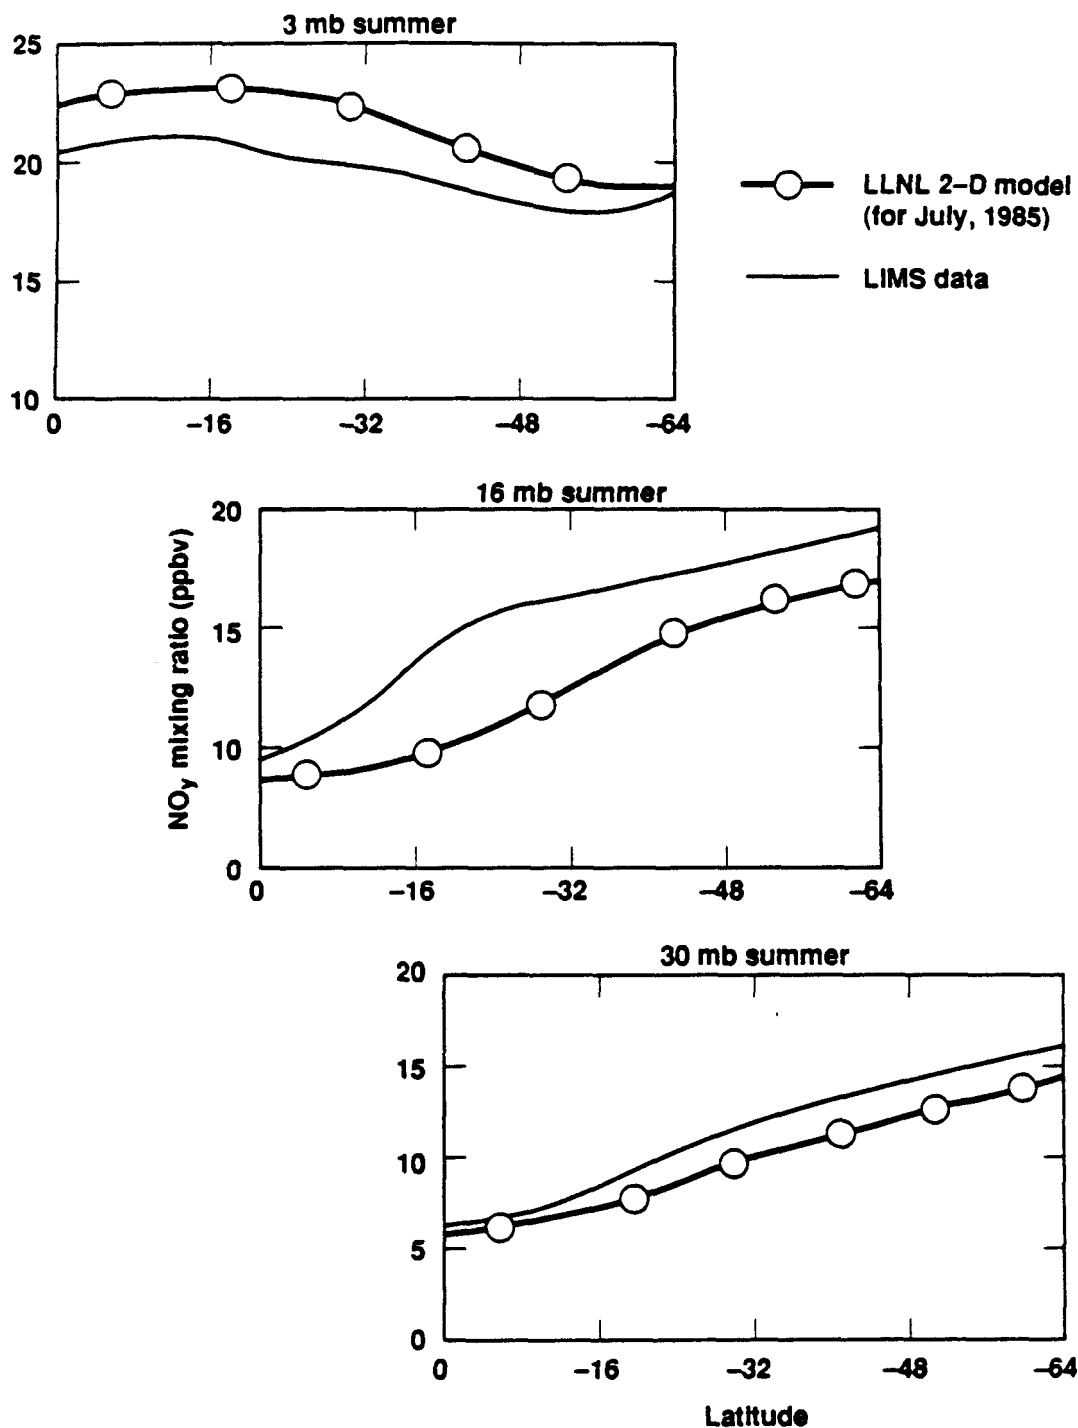 3 mb summer
25
20
15
10
0 –16 –32 –48 –64
LLNL 2–D model
(for July, 1985)
LIMS data
16 mb summer
NOy mixing ratio (ppbv)
20
15
10
0
0 –16 –32 –48 –64
30 mb summer
20
15
10
5
0
0 –16 –32 –48 –64
Latitude